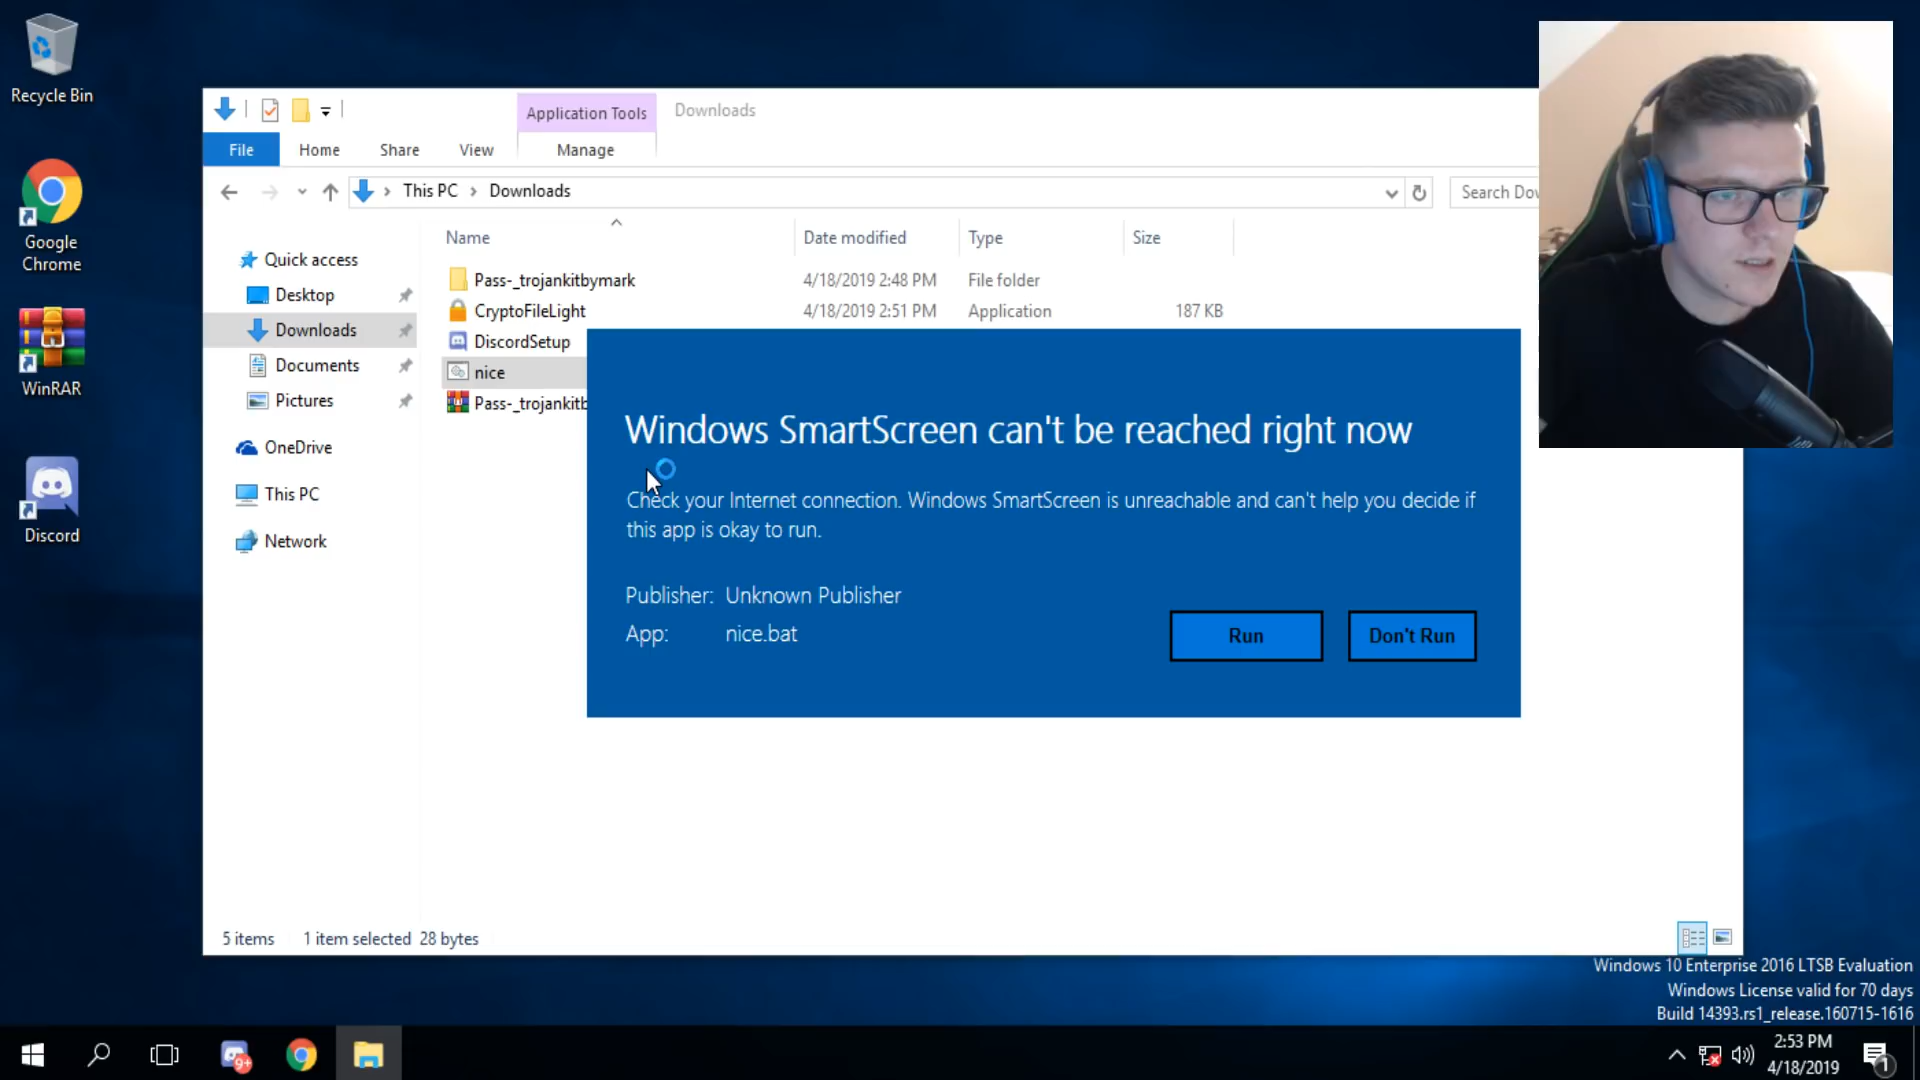 Recycle Bin
Google
Chrome
WinRAR
Discord
Application Tools
Downloads
File
Home
Share
View
Manage
This PC
Downloads
Search Dow
Name
Date modified
Type
Size
Quick access
Desktop
Downloads
Documents
Pictures
OneDrive
This PC
Network
Pass-_trojankitbymark 4/18/2019 2:48 PM File folder
CryptoFileLight 4/18/2019 2:51 PM Application 187 KB
DiscordSetup
nice
Pass-_trojankitb
Windows SmartScreen can't be reached right now
Check your Internet connection. Windows SmartScreen is unreachable and can't help you decide if
this app is okay to run.
Publisher: Unknown Publisher
App: nice.bat
Run
Don't Run
5 items 1 item selected 28 bytes
Windows 10 Enterprise 2016 LTSB Evaluation
Windows License valid for 70 days
Build 14393.rs1_release.160715-1616
9+
2:53 PM
4/18/2019
1